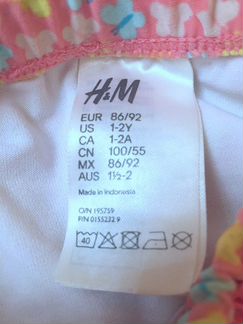 H&M
EUR 86/92
US 1-2Y
CA 1-2A
CN 100/55
MX 86/92
AUS 1½-2
Made in Indonesia
O/N 195759
P/N 0155232.9
40